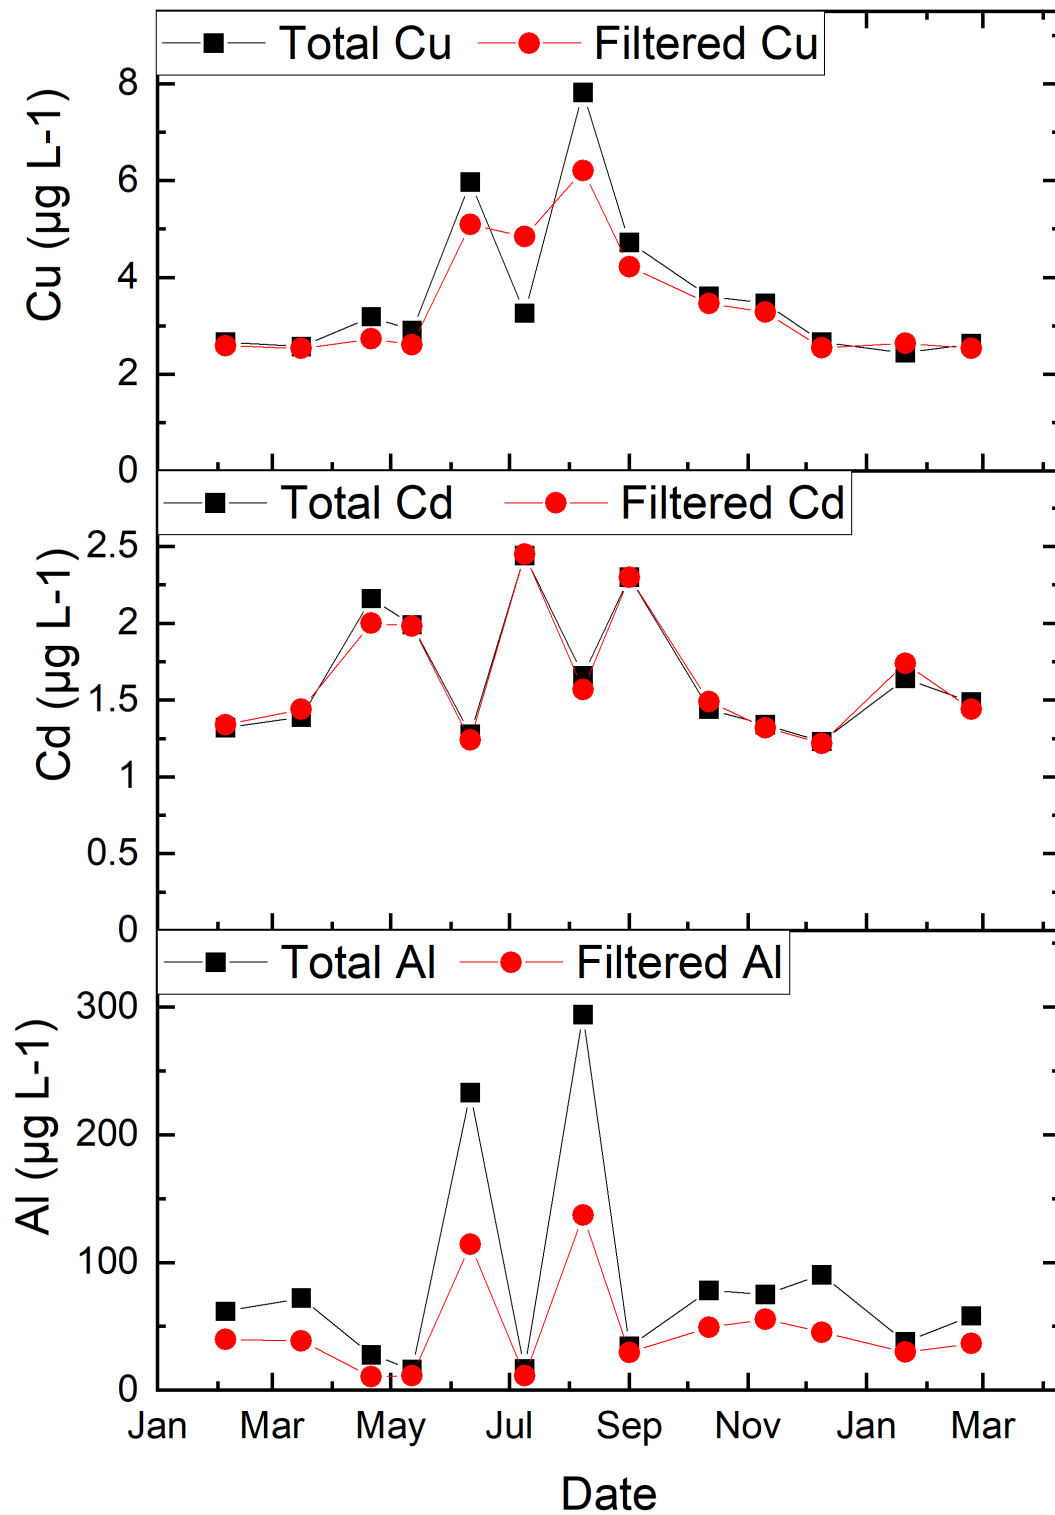 Total Cu Filtered Cu
8
6
4
2
0
Cu (µg L-1)
Total Cd Filtered Cd
2.5
2
1.5
1
0.5
0
Cd (µg L-1)
Total Al Filtered Al
300
200
100
0
Al (µg L-1)
Jan Mar May Jul Sep Nov Jan Mar
Date